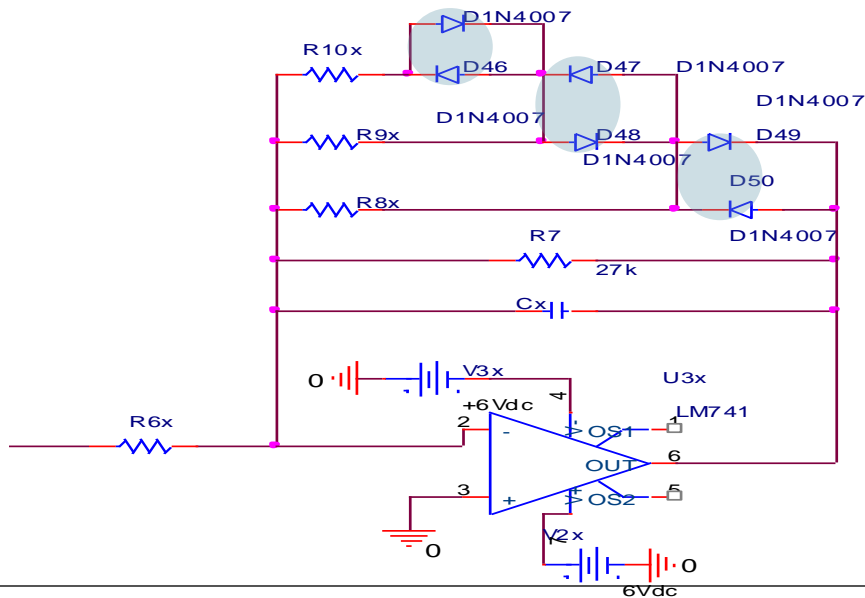 D1N4007
R10x
D46
D47
D1N4007
D1N4007
D1N4007
R9x
D48
D49
D1N4007
D50
R8x
D1N4007
R7
27k
Cx
0
V3x
U3x
+6Vdc
4
LM741
R6x
2
-
V-
OS1
1
OUT
6
3
+
V+
OS2
5
0
V2x
7
0
6Vdc